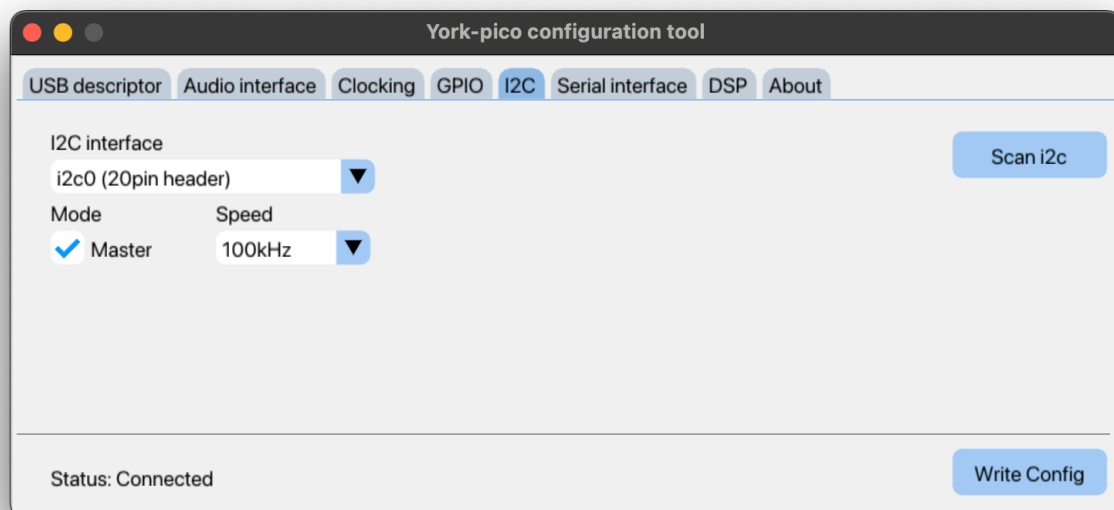 York-pico configuration tool
USB descriptor Audio interface Clocking GPIO I2C Serial interface DSP About
I2C interface
Scan i2c
i2c0 (20pin header)
Mode Speed
Master 100kHz
Status: Connected
Write Config